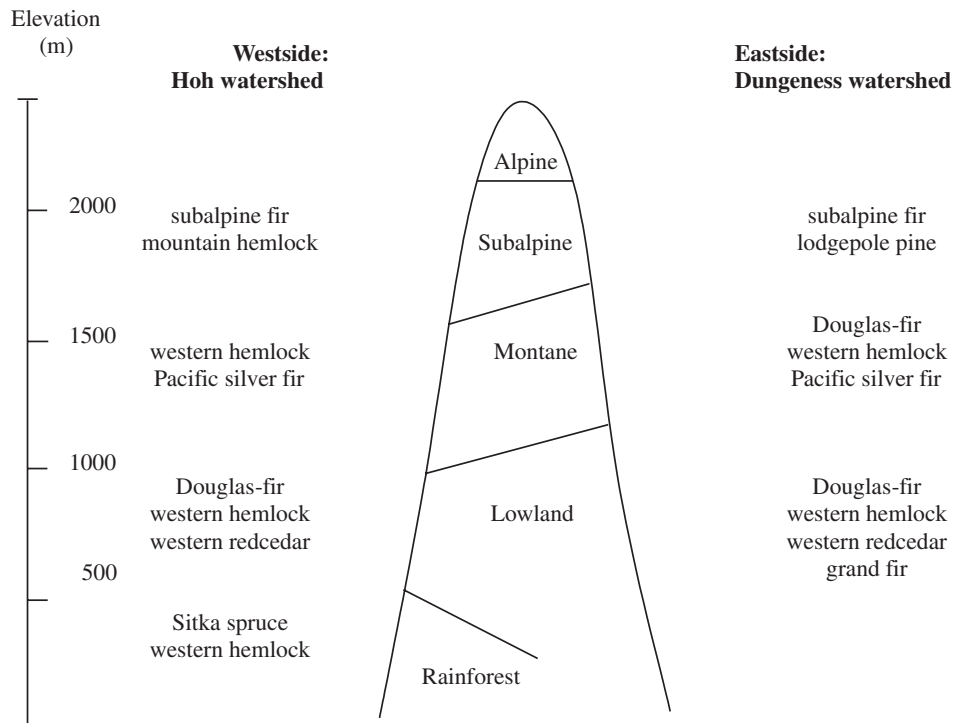 Elevation
(m)
Westside:
Hoh watershed
Eastside:
Dungeness watershed
Alpine
2000
subalpine fir
mountain hemlock
Subalpine
subalpine fir
lodgepole pine
1500
western hemlock
Pacific silver fir
Montane
Douglas-fir
western hemlock
Pacific silver fir
1000
Douglas-fir
western hemlock
western redcedar
Lowland
Douglas-fir
western hemlock
western redcedar
grand fir
500
Sitka spruce
western hemlock
Rainforest